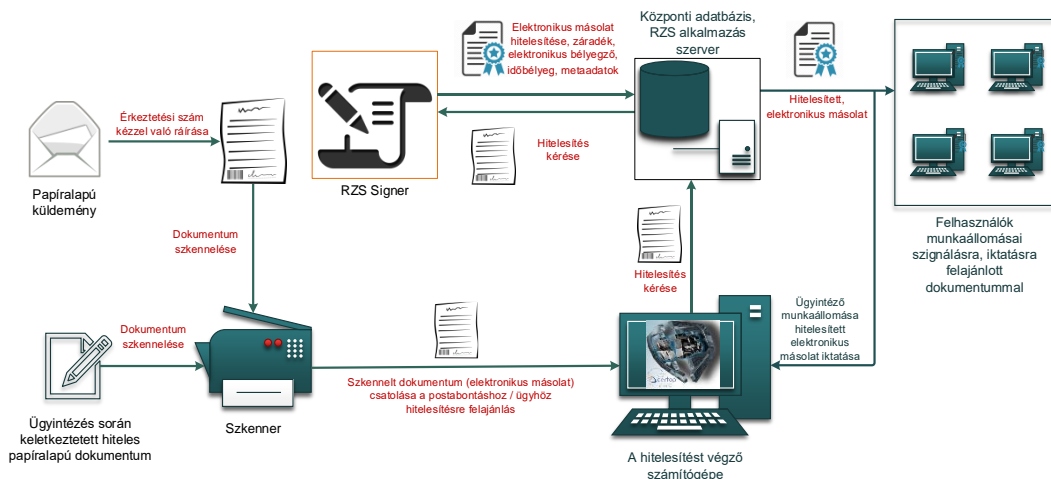 Elektronikus másolat
hitelesítése, záradék,
elektronikus bélyegző,
időbélyeg, metaadatok
Központi adatbázis,
RZS alkalmazás
szerver
Érkeztetési szám
kézzel való ráírása
Hitelesítés
kérése
Hitelesített,
elektronikus másolat
Papíralapú
küldemény
RZS Signer
Dokumentum
szkennelése
Hitelesítés
kérése
Felhasználók
munkaállomásai
szignálásra, iktatásra
felajánlott
dokumentummal
Dokumentum
szkennelése
Ügyintéző
munkaállomása
hitelesített
elektronikus
másolat iktatása
Szkennelt dokumentum (elektronikus másolat)
csatolása a postabontáshoz / ügyhöz
hitelesítésre felajánlás
Ügyintézés során
keletkeztetett hiteles
papíralapú dokumentum
Szkenner
A hitelesítést végző
számítógépe